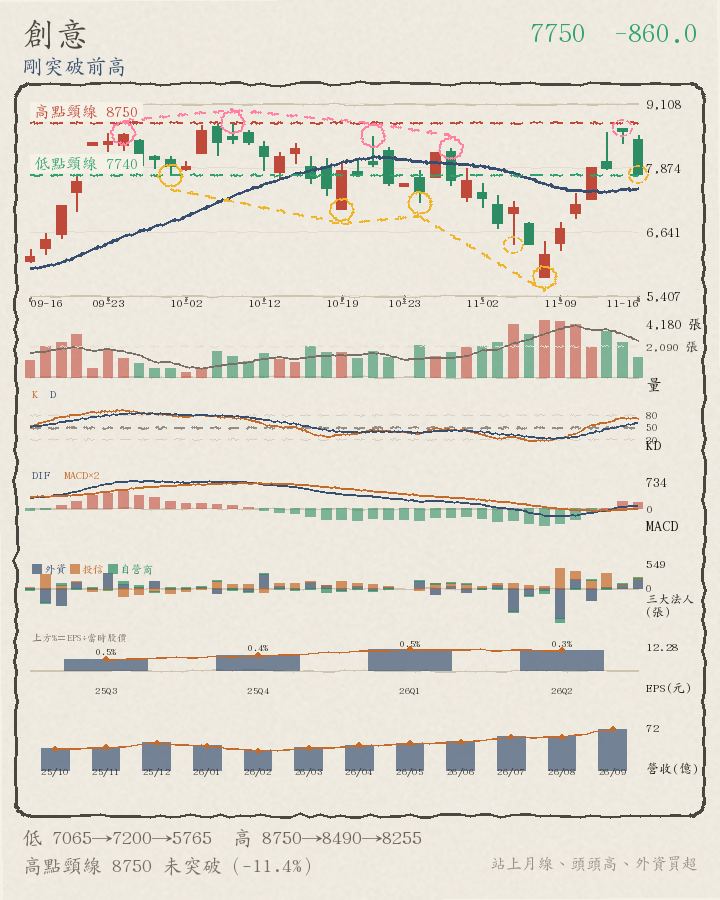 創意
7750 -860.0
剛突破前高
高點頸線 8750
低點頸線 7740
9,108
7,874
6,641
5,407
09-16 09-23 10-02 10-12 10-19 10-23 11-02 11-09 11-16
4,180 張
2,090 張
量
K D
80
50
20
KD
DIF MACD×2
734
0
MACD
外資 投信 自營商
549
0
三大法人
(張)
上方%=EPS÷當時股價
0.5% 0.4% 0.5% 0.3%
12.28
25Q3 25Q4 26Q1 26Q2
EPS(元)
72
25/10 25/11 25/12 26/01 26/02 26/03 26/04 26/05 26/06 26/07 26/08 26/09
營收(億)
低 7065→7200→5765 高 8750→8490→8255
高點頸線 8750 未突破 (-11.4%)
站上月線、頭頭高、外資買超